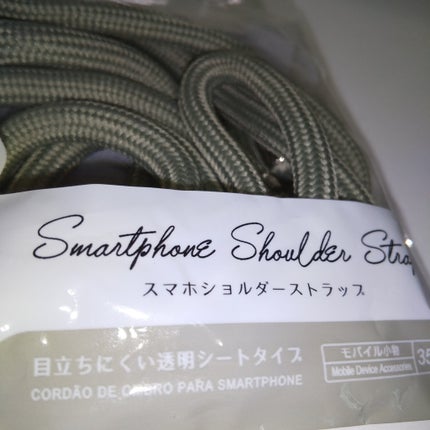 Smartphone Shoulder Stra
スマホショルダーストラップ
目立ちにくい透明シートタイプ
モバイル小物
Mobile Device Accessories
35
CORDÃO DE OMBRO PARA SMARTPHONE